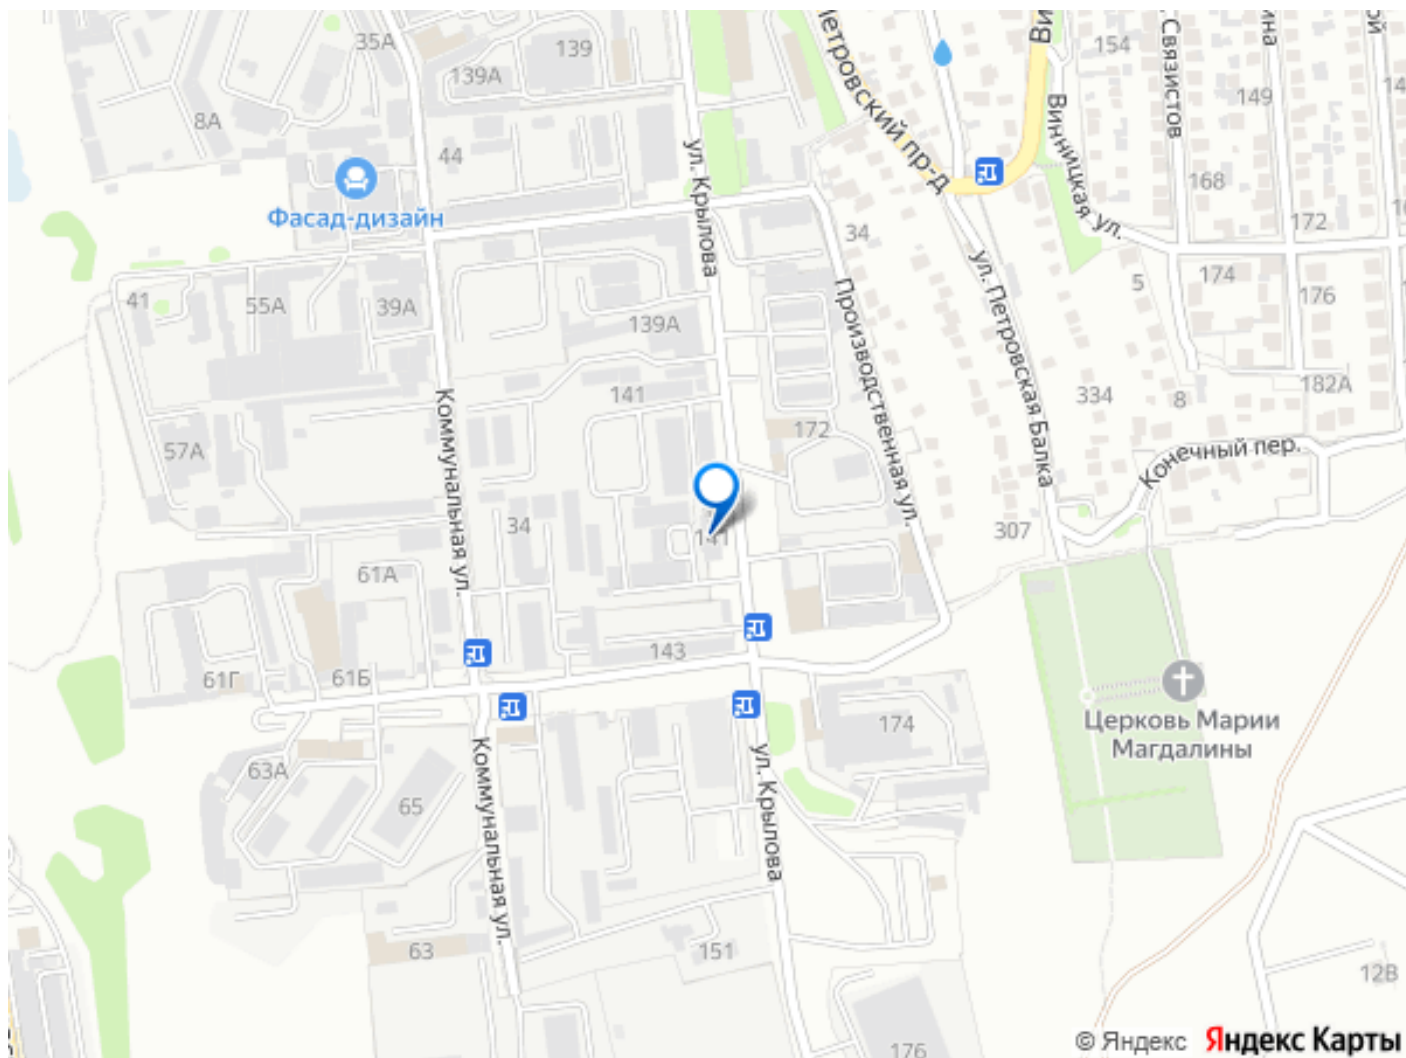 35А
139
139А
8А
44
Фасад-дизайн
ул. Крылова
Петровский пр-д
154
Связистов
149
Винницкая ул.
168
172
34
41
55А
39А
139А
5
174
176
Производственная ул.
ул. Петровская Балка
141
Коммунальная ул.
57А
172
334
8
182А
Конечный пер.
34
141
307
61А
61Г
61Б
143
174
Церковь Марии
Магдалины
63А
65
Коммунальная ул.
ул. Крылова
63
151
12В
176
© Яндекс
Яндекс Карты